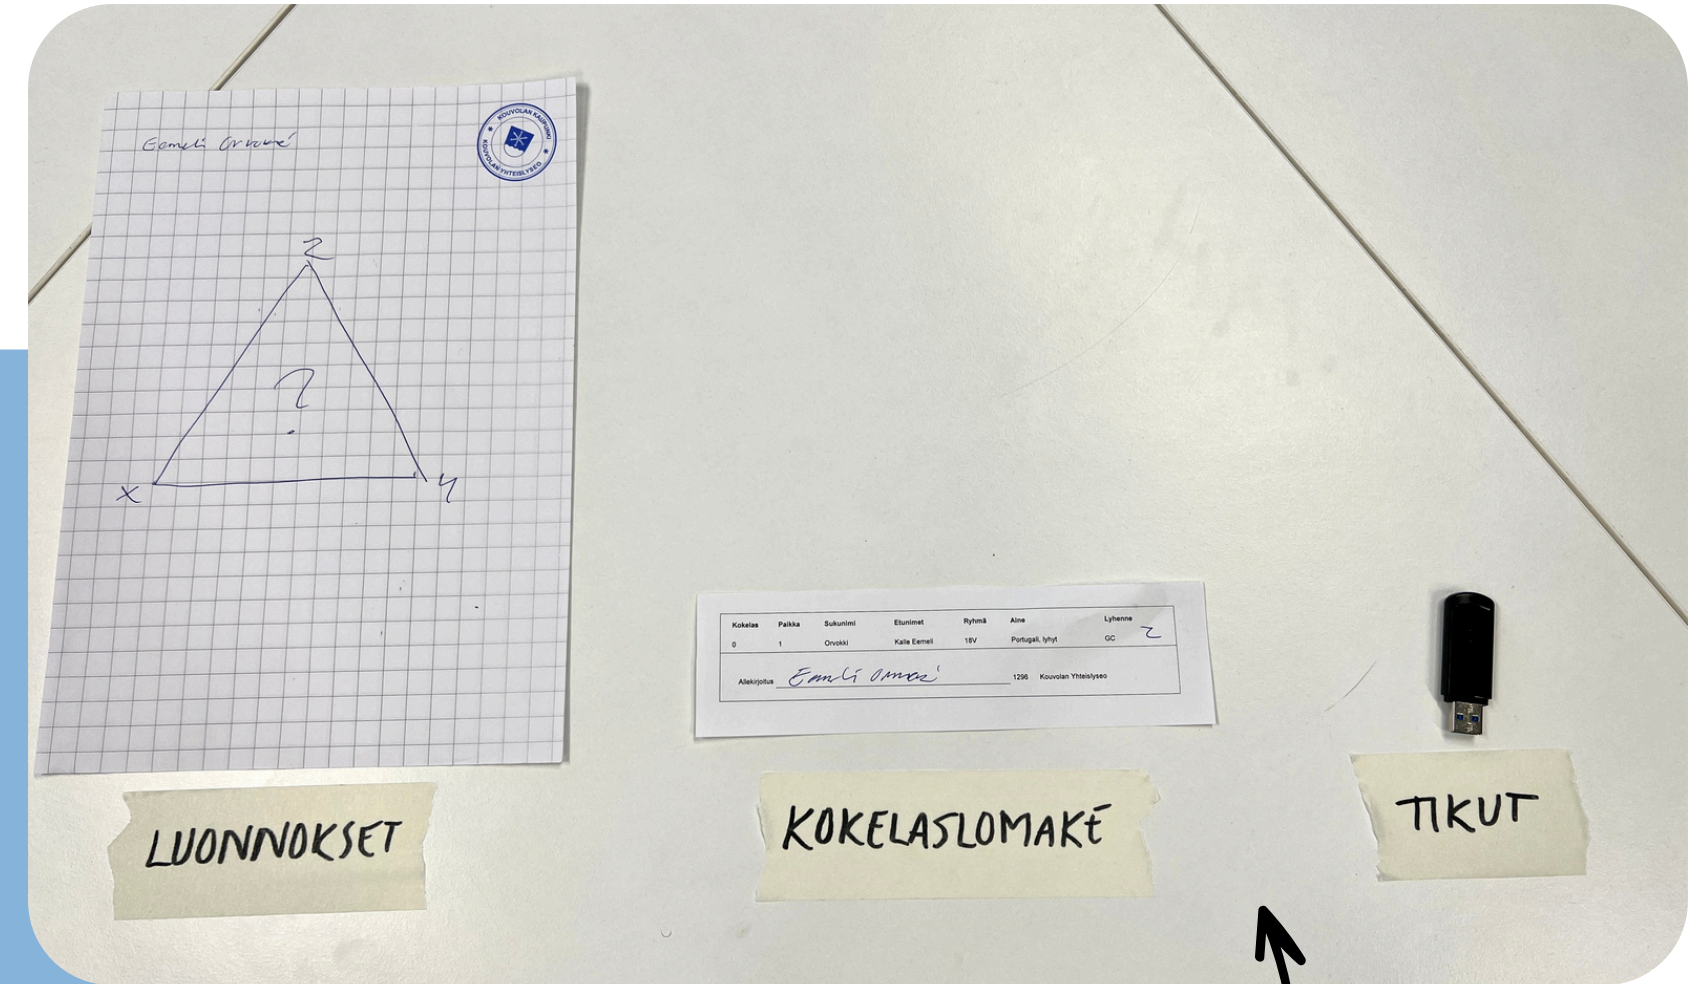 Eemeli Orvokki
KOUVOLAN KAUPUNKI
KOUVOLAN YHTEISLYSEO
Z
?
X Y
Kokelas Paikka Sukunimi Etunimet Ryhmä Aine Lyhenne
0 1 Orvokki Kalle Eemeli 18V Portugali, lyhyt GC 2
Allekirjoitus Eemeli Orvokki 1296 Kouvolan Yhteislyseo
LUONNOKSET
KOKELASLOMAKE
TIKUT